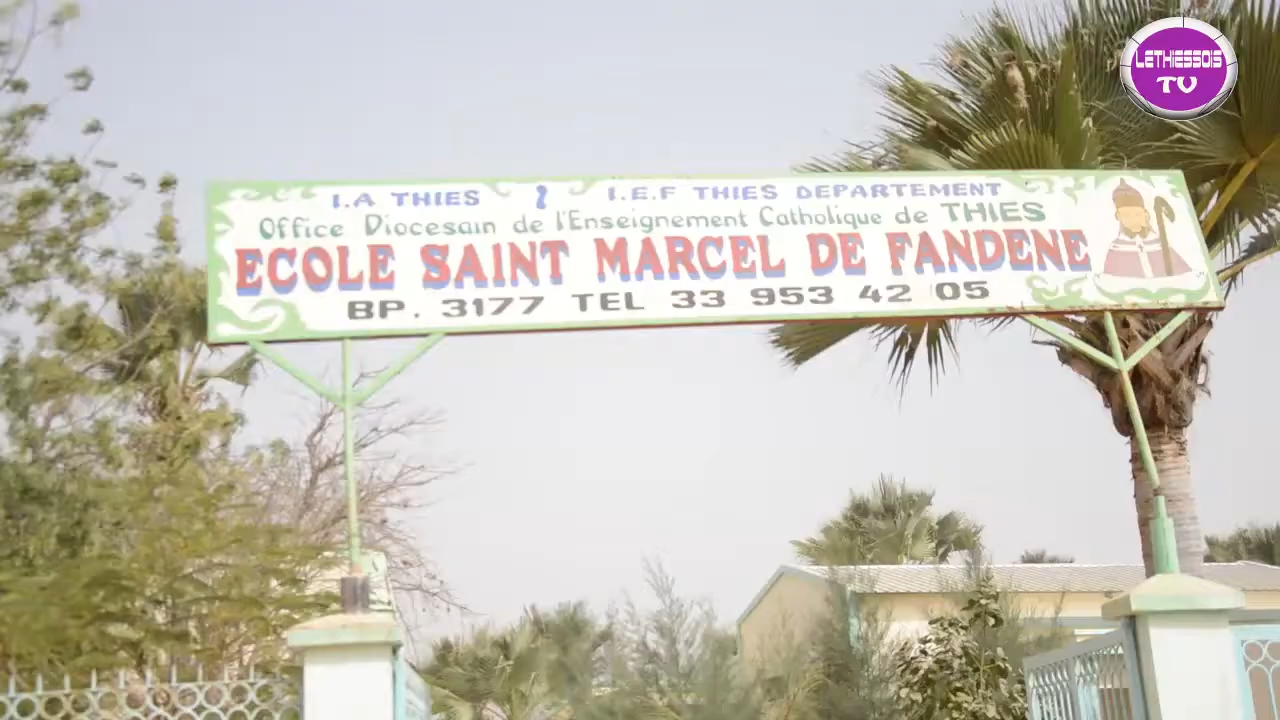 LETHIESSOIS
TV
I.A THIES I.E.F THIES DEPARTEMENT
Office Diocesain de l'Enseignement Catholique de THIES
ECOLE SAINT MARCEL DE FANDENE
BP. 3177 TEL 33 953 42 05